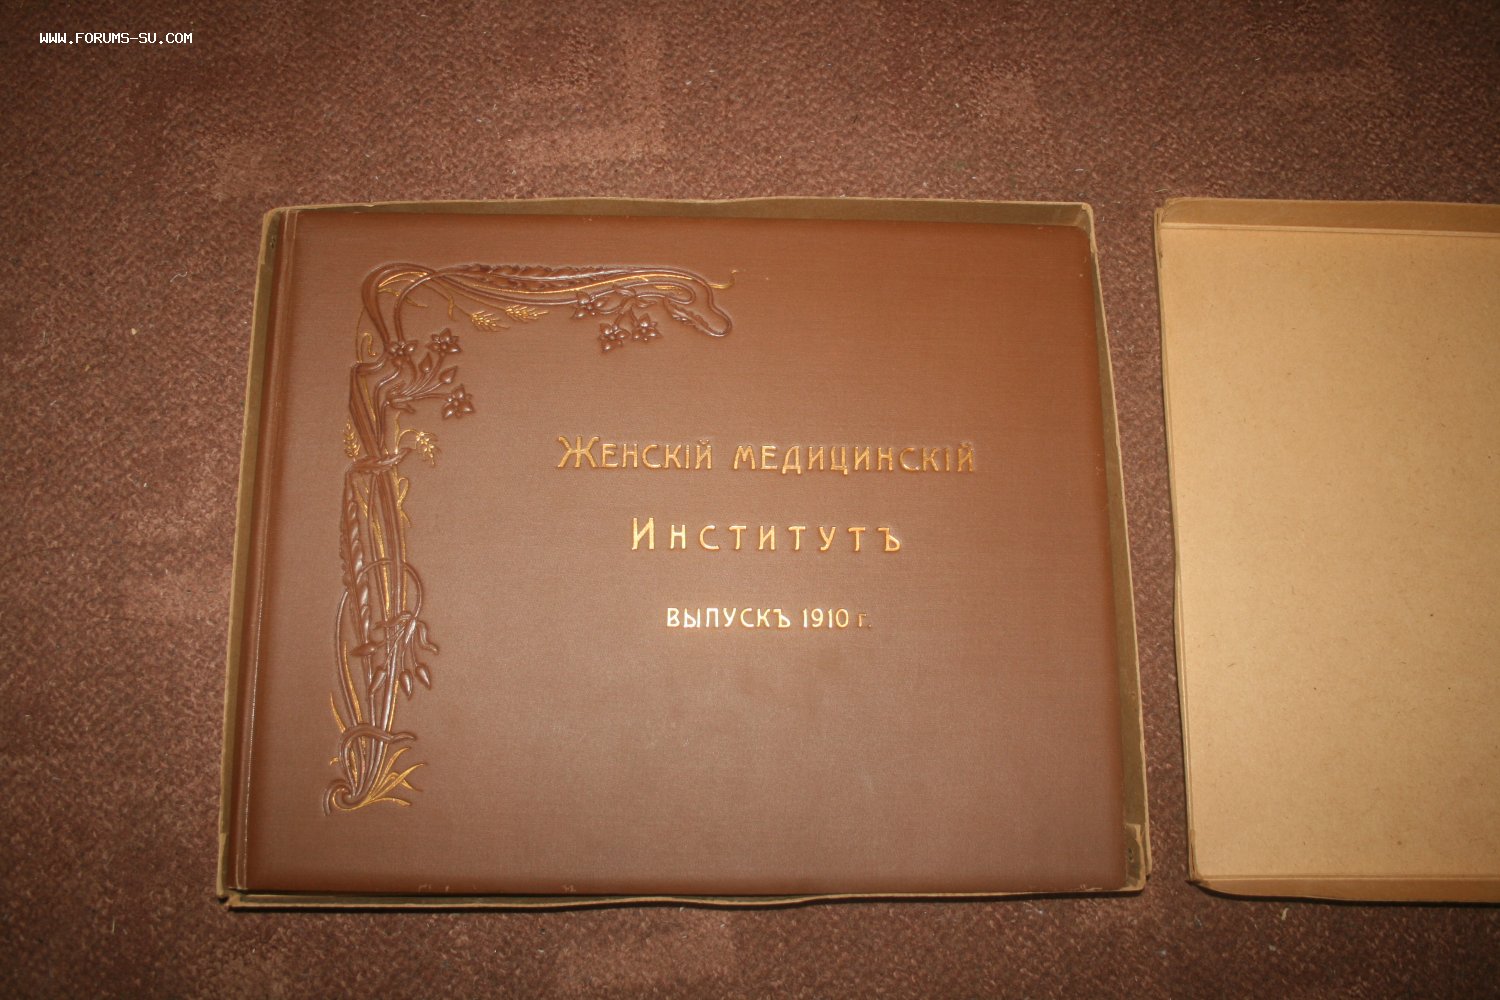 WWW.FORUMS-SU.COM
Женскій медицинскій
Институтъ
выпускъ 1910 г.